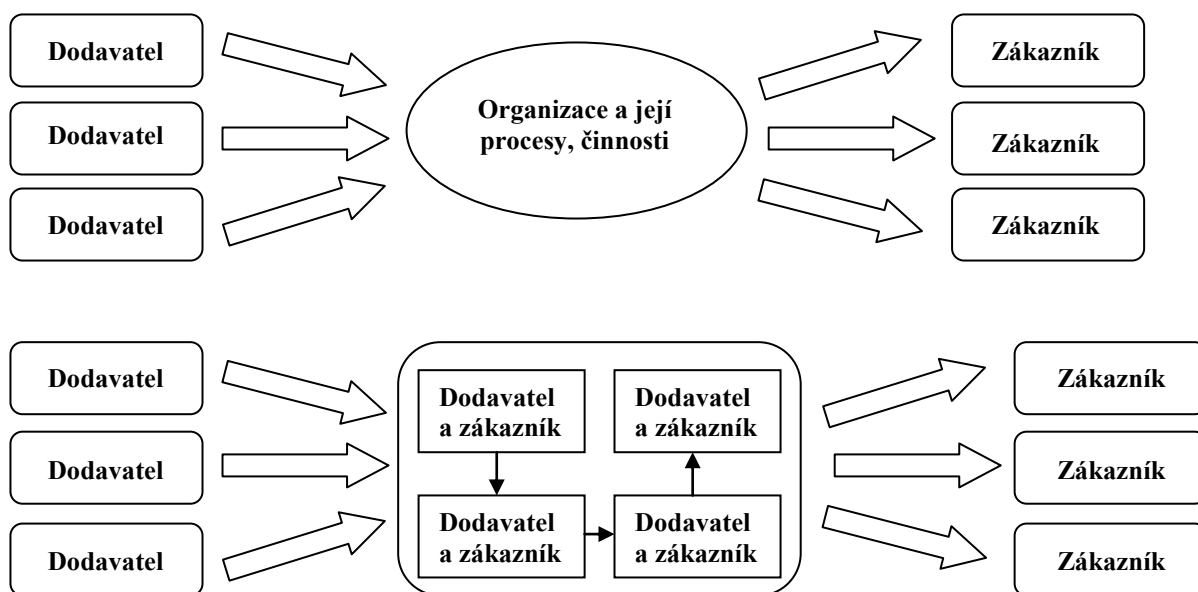 Dodavatel
Zákazník
Organizace a její
procesy, činnosti
Dodavatel
Zákazník
Dodavatel
Zákazník
Dodavatel
Zákazník
Dodavatel
a zákazník
Dodavatel
a zákazník
Dodavatel
Zákazník
Dodavatel
a zákazník
Dodavatel
a zákazník
Dodavatel
Zákazník